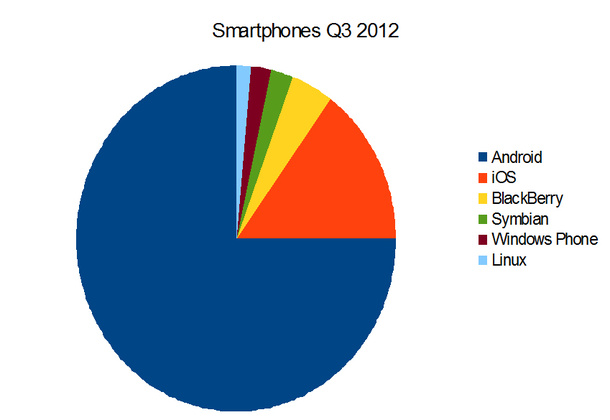 Smartphones Q3 2012
Android
iOS
BlackBerry
Symbian
Windows Phone
Linux